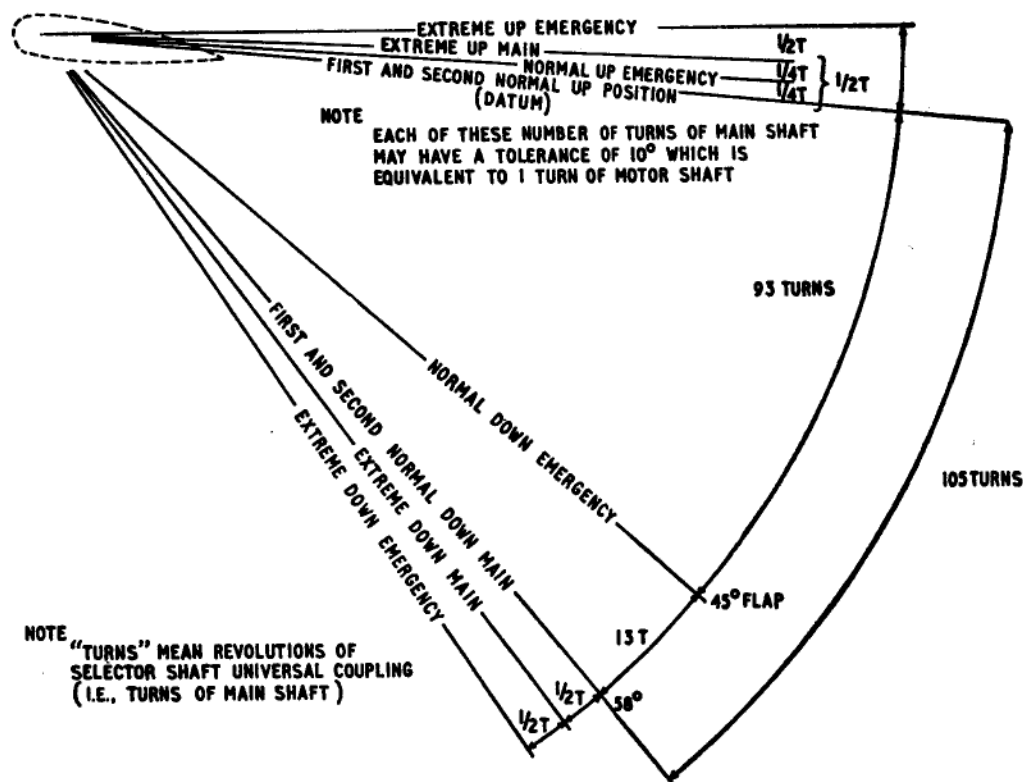 EXTREME UP EMERGENCY
EXTREME UP MAIN
1/2T
NORMAL UP EMERGENCY
1/4T
1/2T
FIRST AND SECOND NORMAL UP POSITION
1/4T
(DATUM)
NOTE
EACH OF THESE NUMBER OF TURNS OF MAIN SHAFT
MAY HAVE A TOLERANCE OF 10° WHICH IS
EQUIVALENT TO 1 TURN OF MOTOR SHAFT
93 TURNS
105 TURNS
NORMAL DOWN EMERGENCY
FIRST AND SECOND NORMAL DOWN MAIN
EXTREME DOWN MAIN
EXTREME DOWN EMERGENCY
45° FLAP
13 T
58°
1/2T
1/2T
NOTE
"TURNS" MEAN REVOLUTIONS OF
SELECTOR SHAFT UNIVERSAL COUPLING
(I.E., TURNS OF MAIN SHAFT)